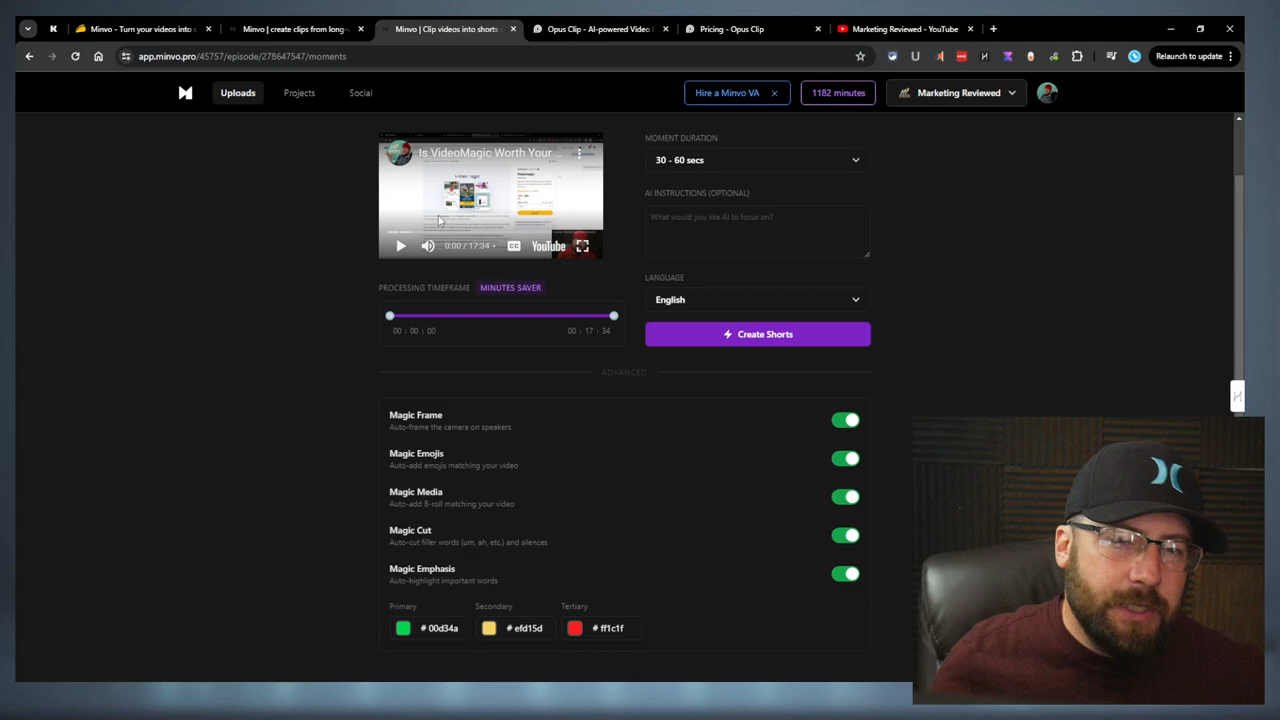 Minvo - Turn your videos into c
Minvo | create clips from long-
Minvo | Clip videos into shorts
Opus Clip - AI-powered Video
Pricing - Opus Clip
Marketing Reviewed - YouTube
app.minvo.pro/45757/episode/278647547/moments
Relaunch to update
Uploads
Projects
Social
Hire a Minvo VA
1182 minutes
Marketing Reviewed
Is VideoMagic Worth Your ...
0:00 / 17:34
CC
YouTube
PROCESSING TIMEFRAME
MINUTES SAVER
00 : 00 : 00
00 : 17 : 34
MOMENT DURATION
30 - 60 secs
AI INSTRUCTIONS (OPTIONAL)
What would you like AI to focus on?
LANGUAGE
English
Create Shorts
ADVANCED
Magic Frame
Auto-frame the camera on speakers
Magic Emojis
Auto-add emojis matching your video
Magic Media
Auto-add B-roll matching your video
Magic Cut
Auto-cut filler words (um, ah, etc.) and silences
Magic Emphasis
Auto-highlight important words
Primary
Secondary
Tertiary
# 00d34a
# efd15d
# ff1c1f